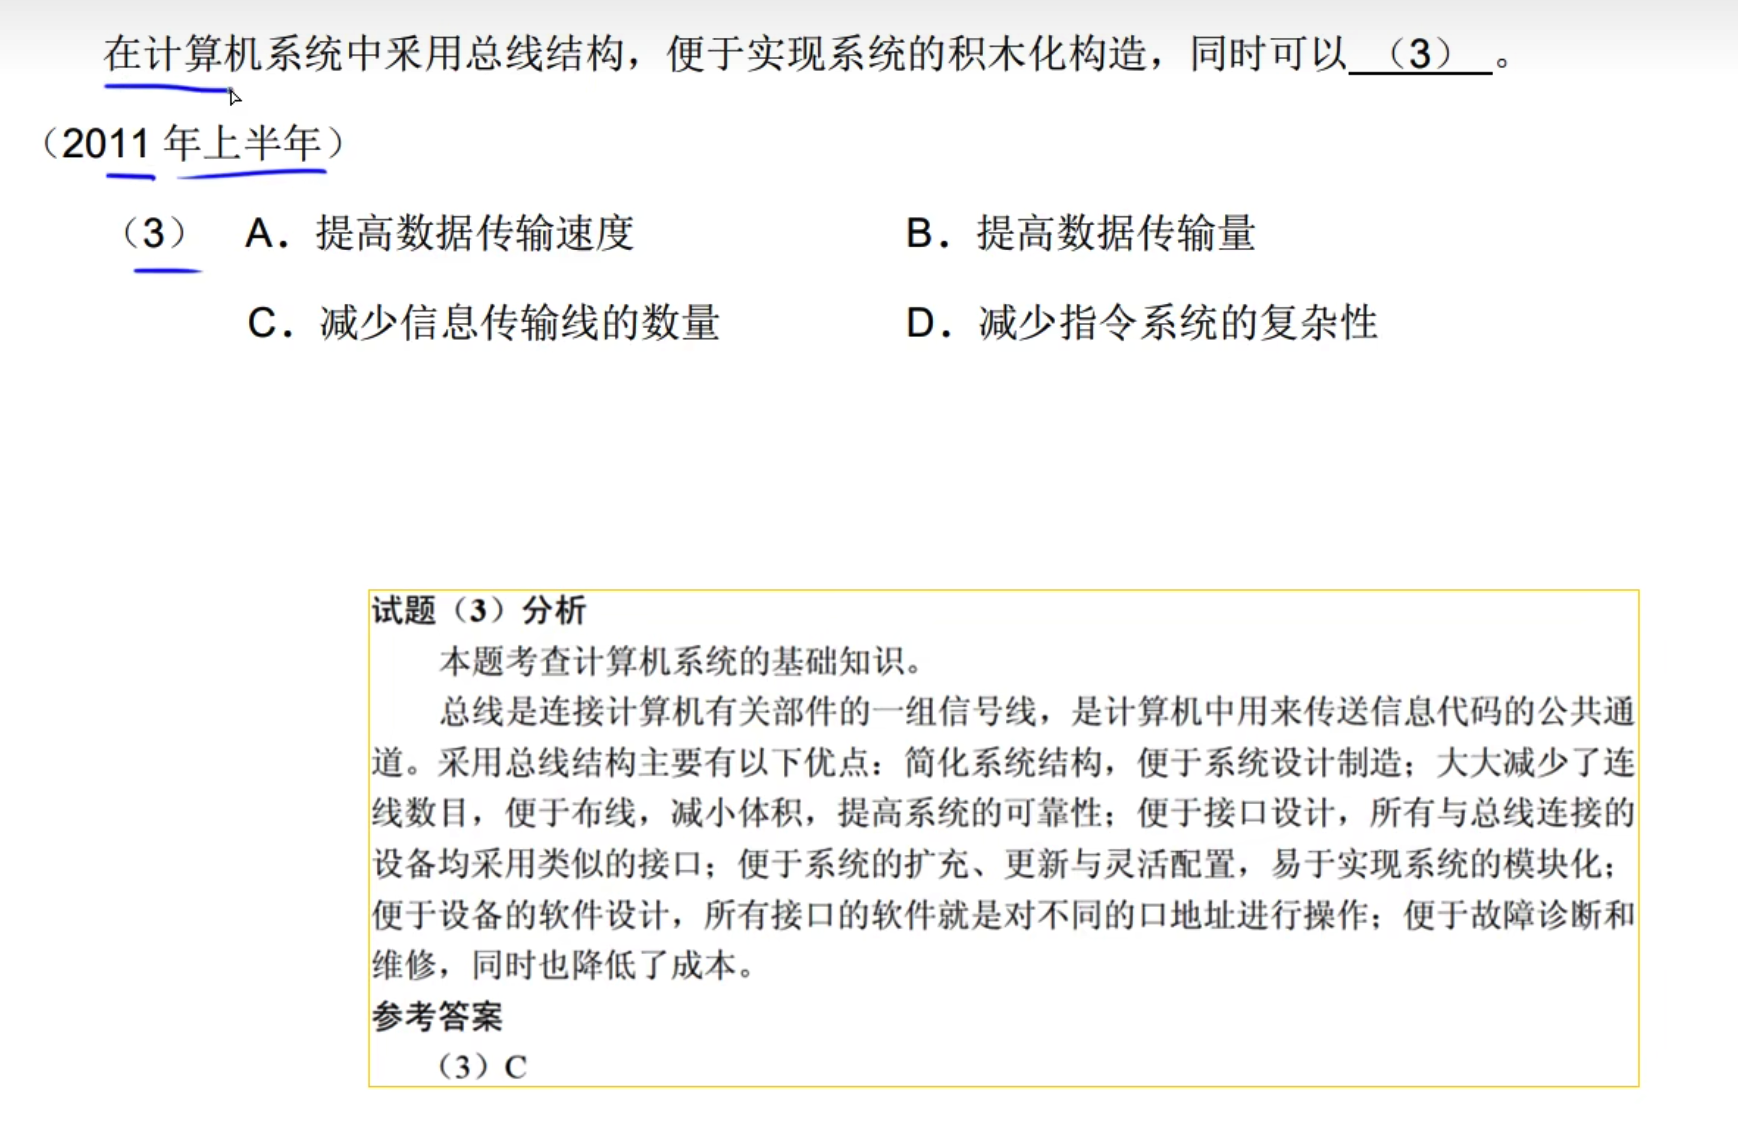 在计算机系统中采用总线结构，便于实现系统的积木化构造，同时可以（3）。
（2011 年上半年）
（3） A．提高数据传输速度 B．提高数据传输量
C．减少信息传输线的数量 D．减少指令系统的复杂性
试题（3）分析
本题考查计算机系统的基础知识。
总线是连接计算机有关部件的一组信号线，是计算机中用来传送信息代码的公共通
道。采用总线结构主要有以下优点：简化系统结构，便于系统设计制造；大大减少了连
线数目，便于布线，减小体积，提高系统的可靠性；便于接口设计，所有与总线连接的
设备均采用类似的接口；便于系统的扩充、更新与灵活配置，易于实现系统的模块化；
便于设备的软件设计，所有接口的软件就是对不同的口地址进行操作；便于故障诊断和
维修，同时也降低了成本。
参考答案
（3）C